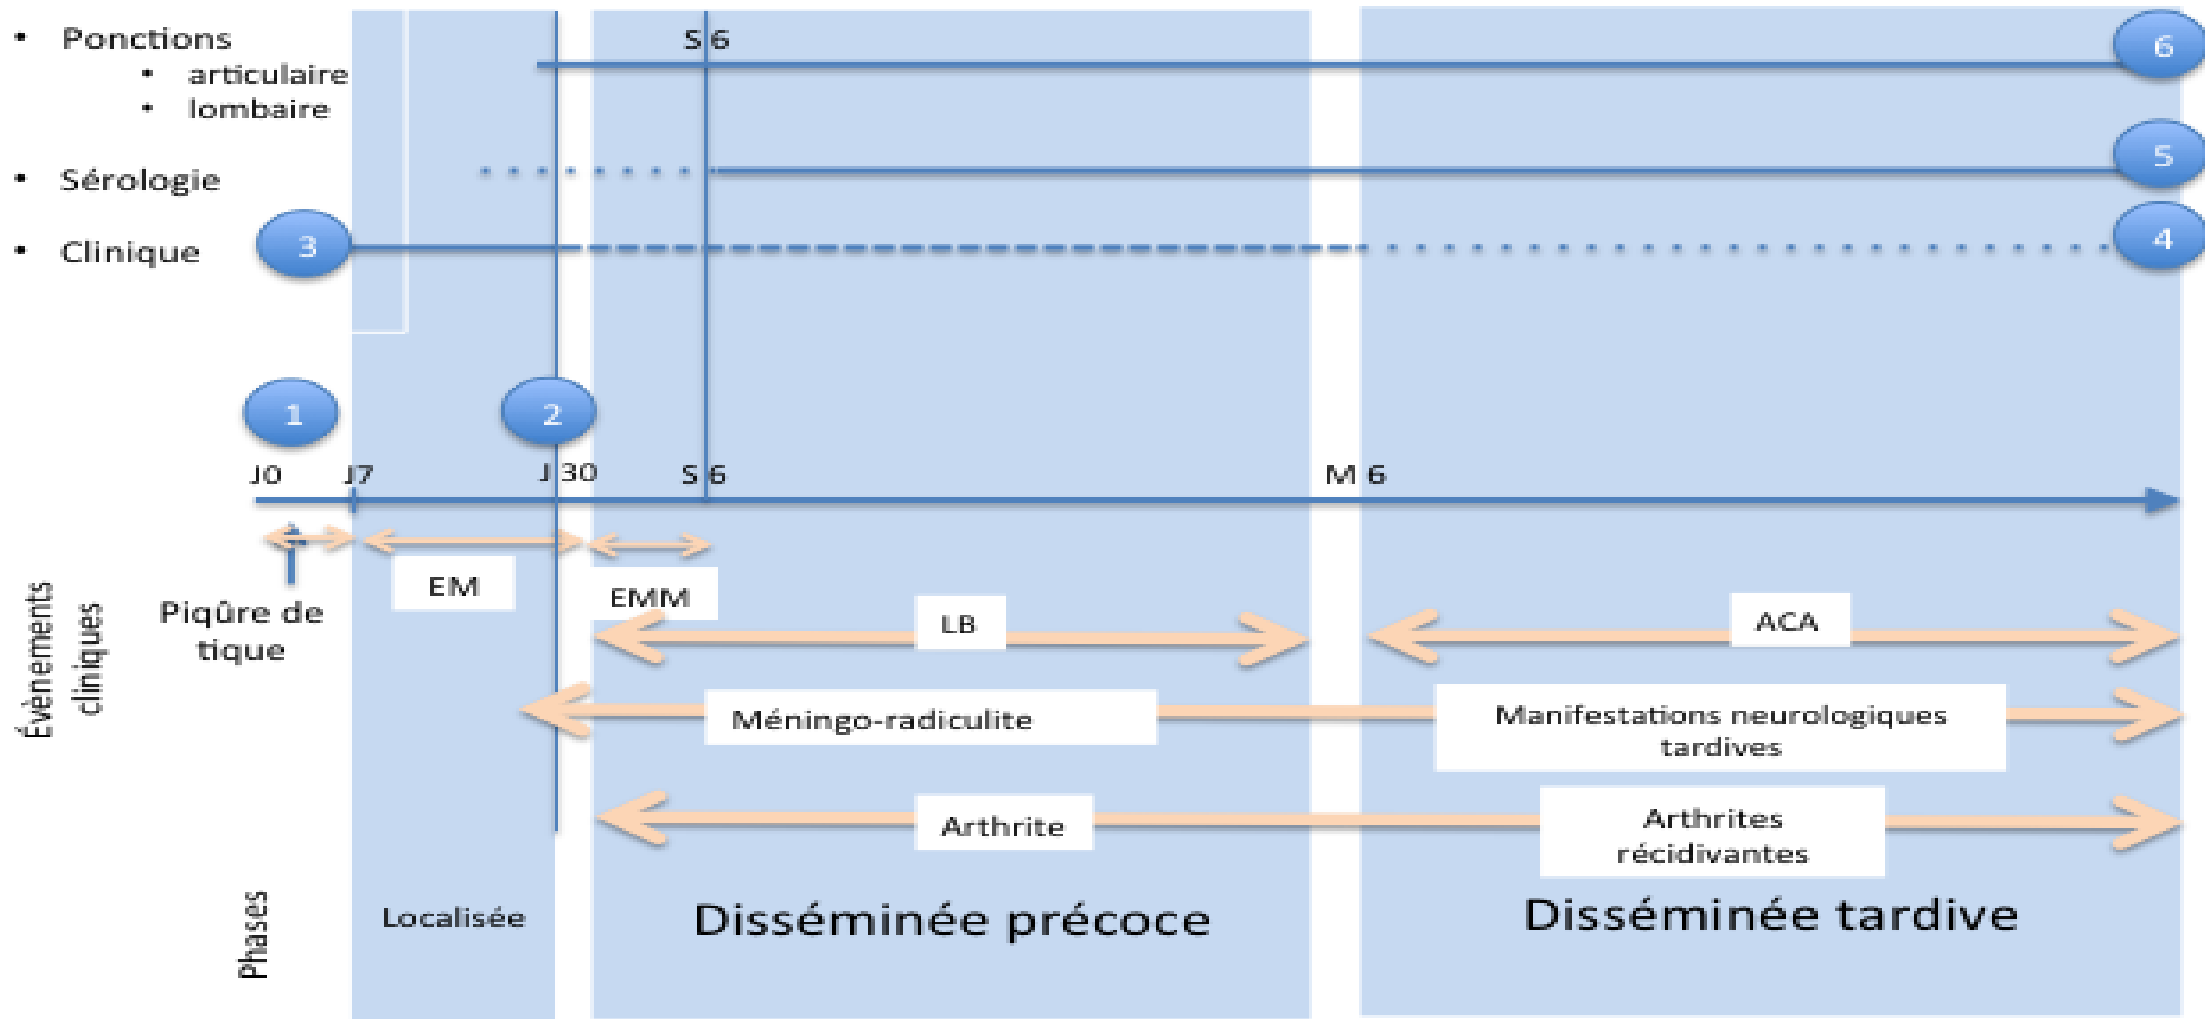 • Ponctions
• articulaire
• lombaire
S 6
6
• Sérologie
5
• Clinique
3
4
1
2
J0
J7
J 30
S 6
M 6
Évènements
cliniques
Piqûre de
tique
EM
EMM
LB
ACA
Méningo-radiculite
Manifestations neurologiques
tardives
Arthrite
Arthrites
récidivantes
Phases
Localisée
Disséminée précoce
Disséminée tardive